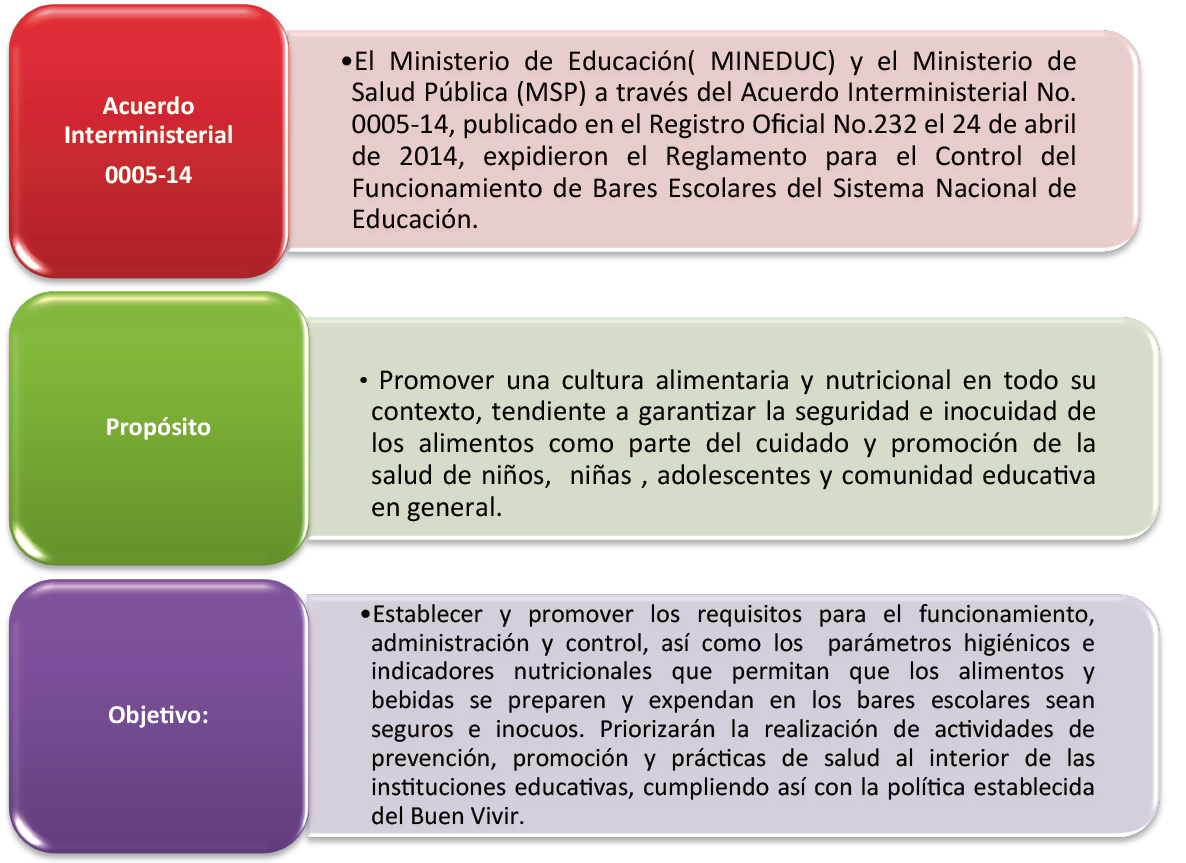 Acuerdo
Interministerial
0005-14
•El Ministerio de Educación( MINEDUC) y el Ministerio de
Salud Pública (MSP) a través del Acuerdo Interministerial No.
0005-14, publicado en el Registro Oficial No.232 el 24 de abril
de 2014, expidieron el Reglamento para el Control del
Funcionamiento de Bares Escolares del Sistema Nacional de
Educación.
Propósito
• Promover una cultura alimentaria y nutricional en todo su
contexto, tendiente a garantizar la seguridad e inocuidad de
los alimentos como parte del cuidado y promoción de la
salud de niños, niñas , adolescentes y comunidad educativa
en general.
Objetivo:
•Establecer y promover los requisitos para el funcionamiento,
administración y control, así como los parámetros higiénicos e
indicadores nutricionales que permitan que los alimentos y
bebidas se preparen y expendan en los bares escolares sean
seguros e inocuos. Priorizarán la realización de actividades de
prevención, promoción y prácticas de salud al interior de las
instituciones educativas, cumpliendo así con la política establecida
del Buen Vivir.